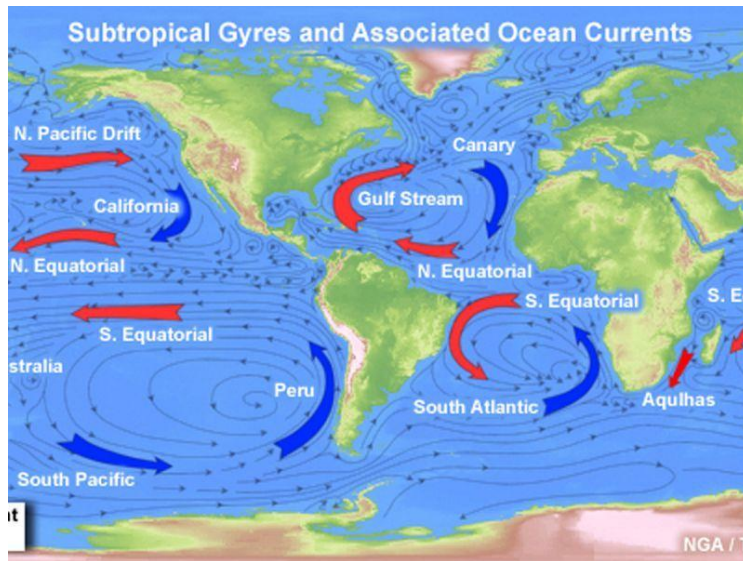 Subtropical Gyres and Associated Ocean Currents
N. Pacific Drift
Canary
California
Gulf Stream
N. Equatorial
N. Equatorial
S. Equatorial
S. E
S. Equatorial
stralia
Peru
South Atlantic
Aqulhas
South Pacific
nt
NGA / T